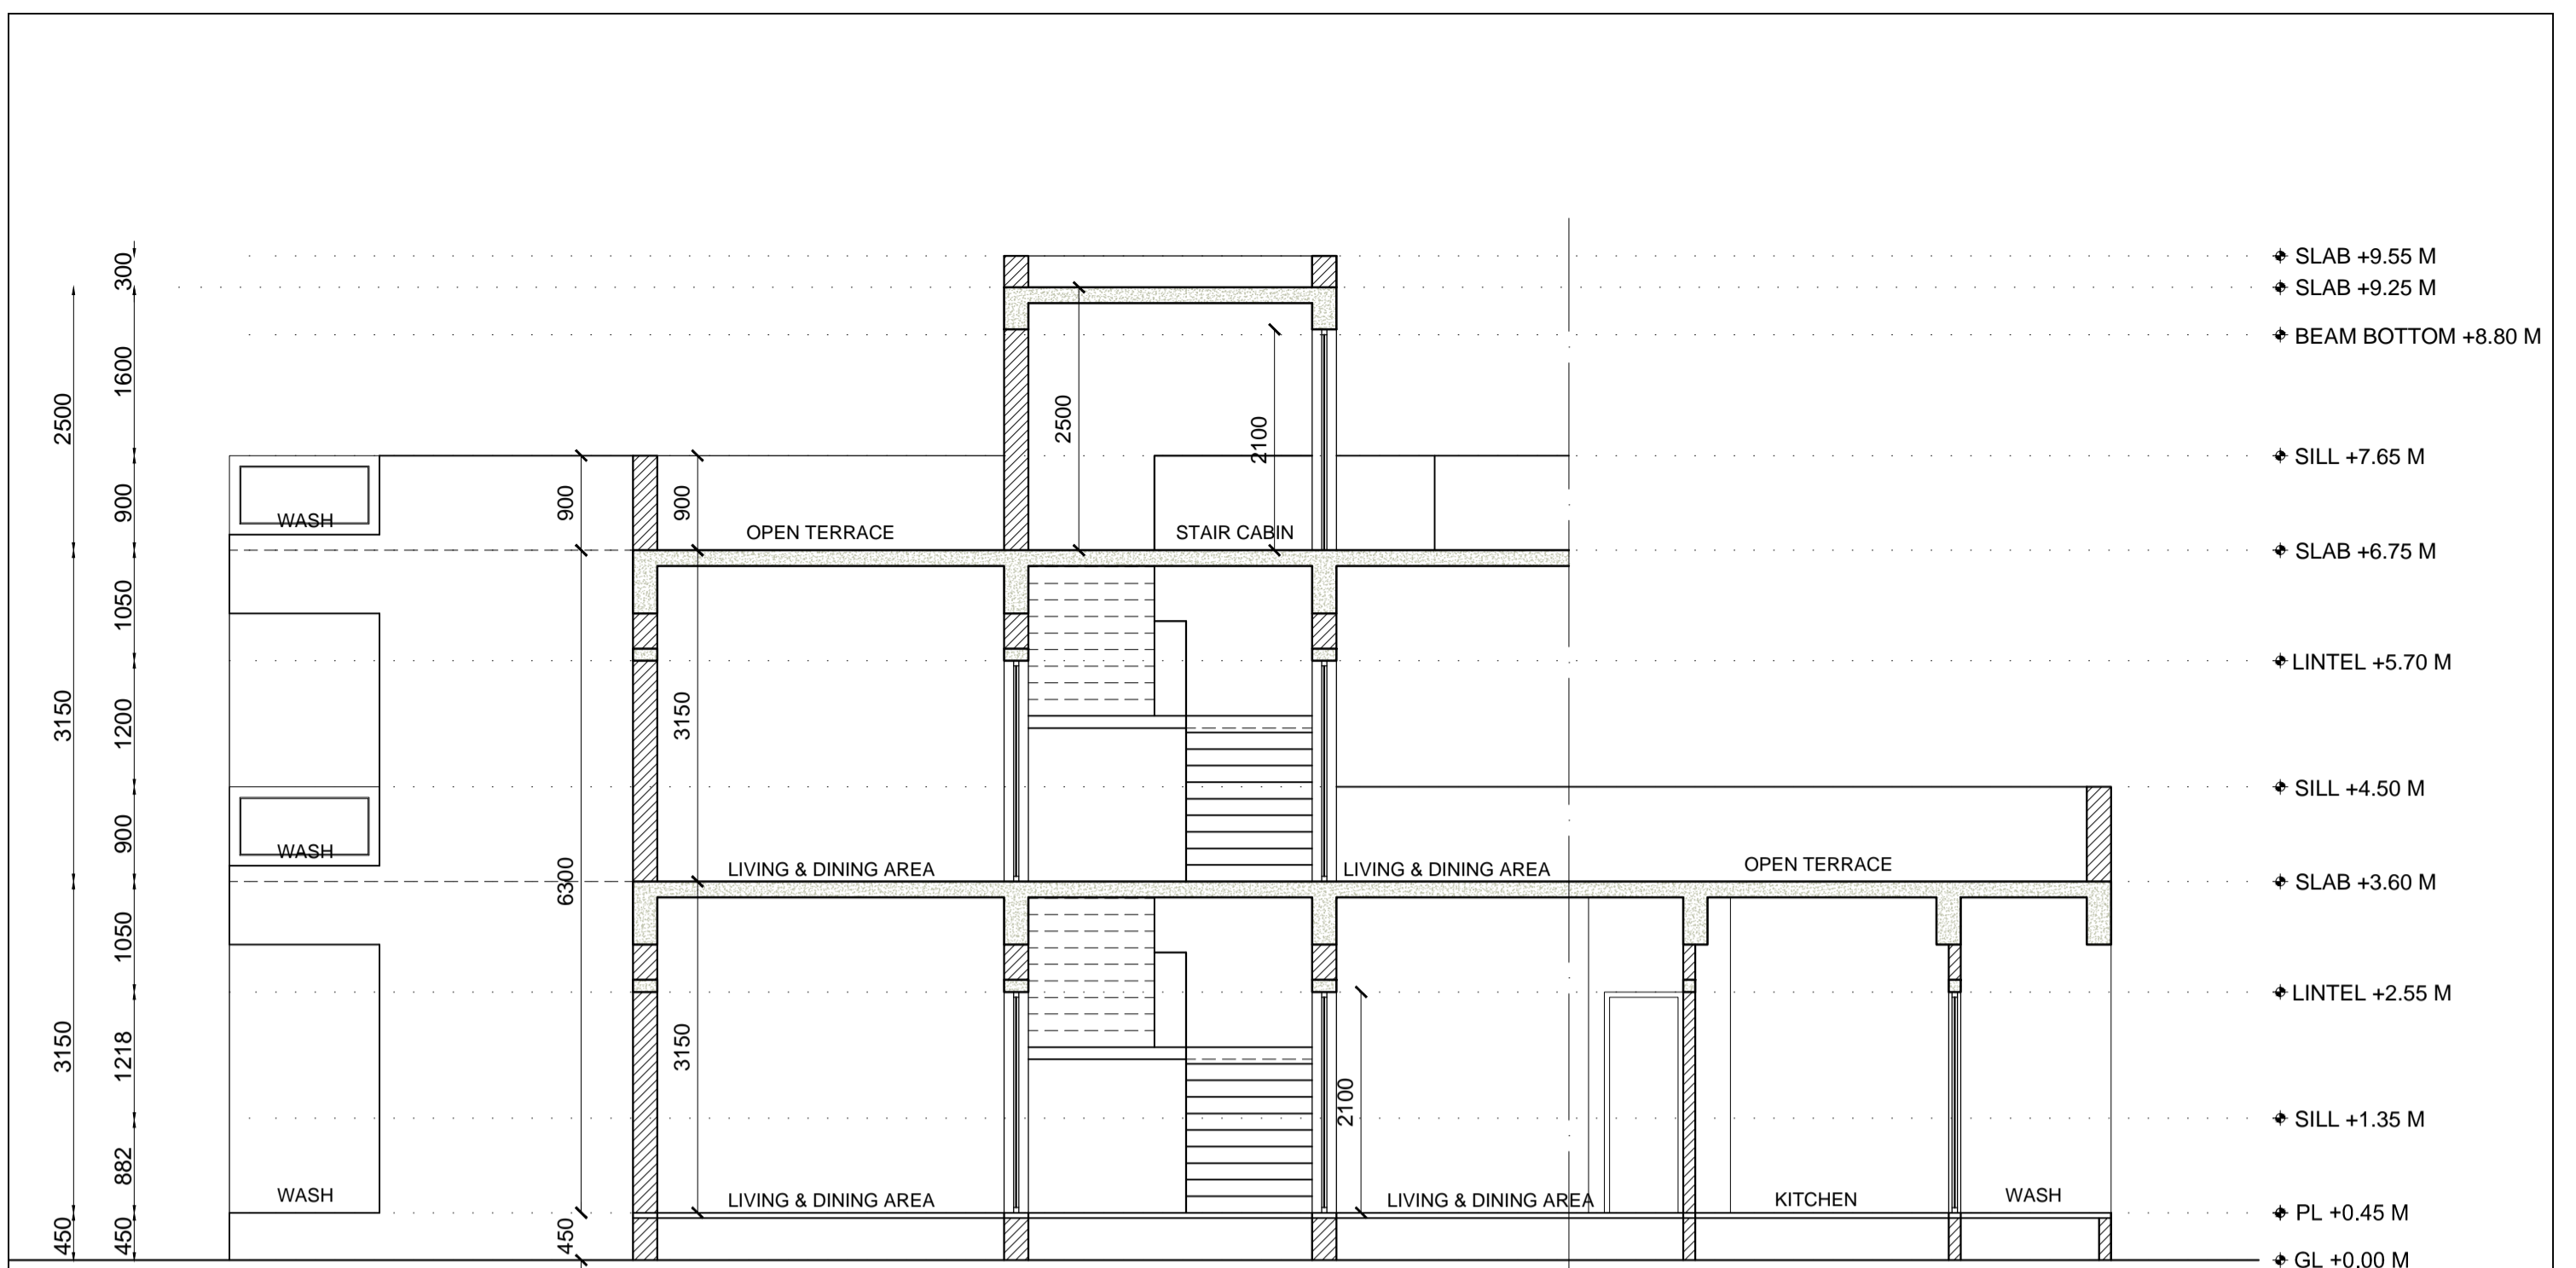 SLAB +9.55 M
300
SLAB +9.25 M
BEAM BOTTOM +8.80 M
1600
2500
2500
2100
SILL +7.65 M
900
900
900
WASH
OPEN TERRACE
STAIR CABIN
SLAB +6.75 M
1050
LINTEL +5.70 M
3150
1200
3150
SILL +4.50 M
900
WASH
6300
LIVING & DINING AREA
LIVING & DINING AREA
OPEN TERRACE
SLAB +3.60 M
1050
LINTEL +2.55 M
3150
1218
3150
2100
SILL +1.35 M
882
WASH
LIVING & DINING AREA
LIVING & DINING AREA
KITCHEN
WASH
PL +0.45 M
450
450
450
GL +0.00 M